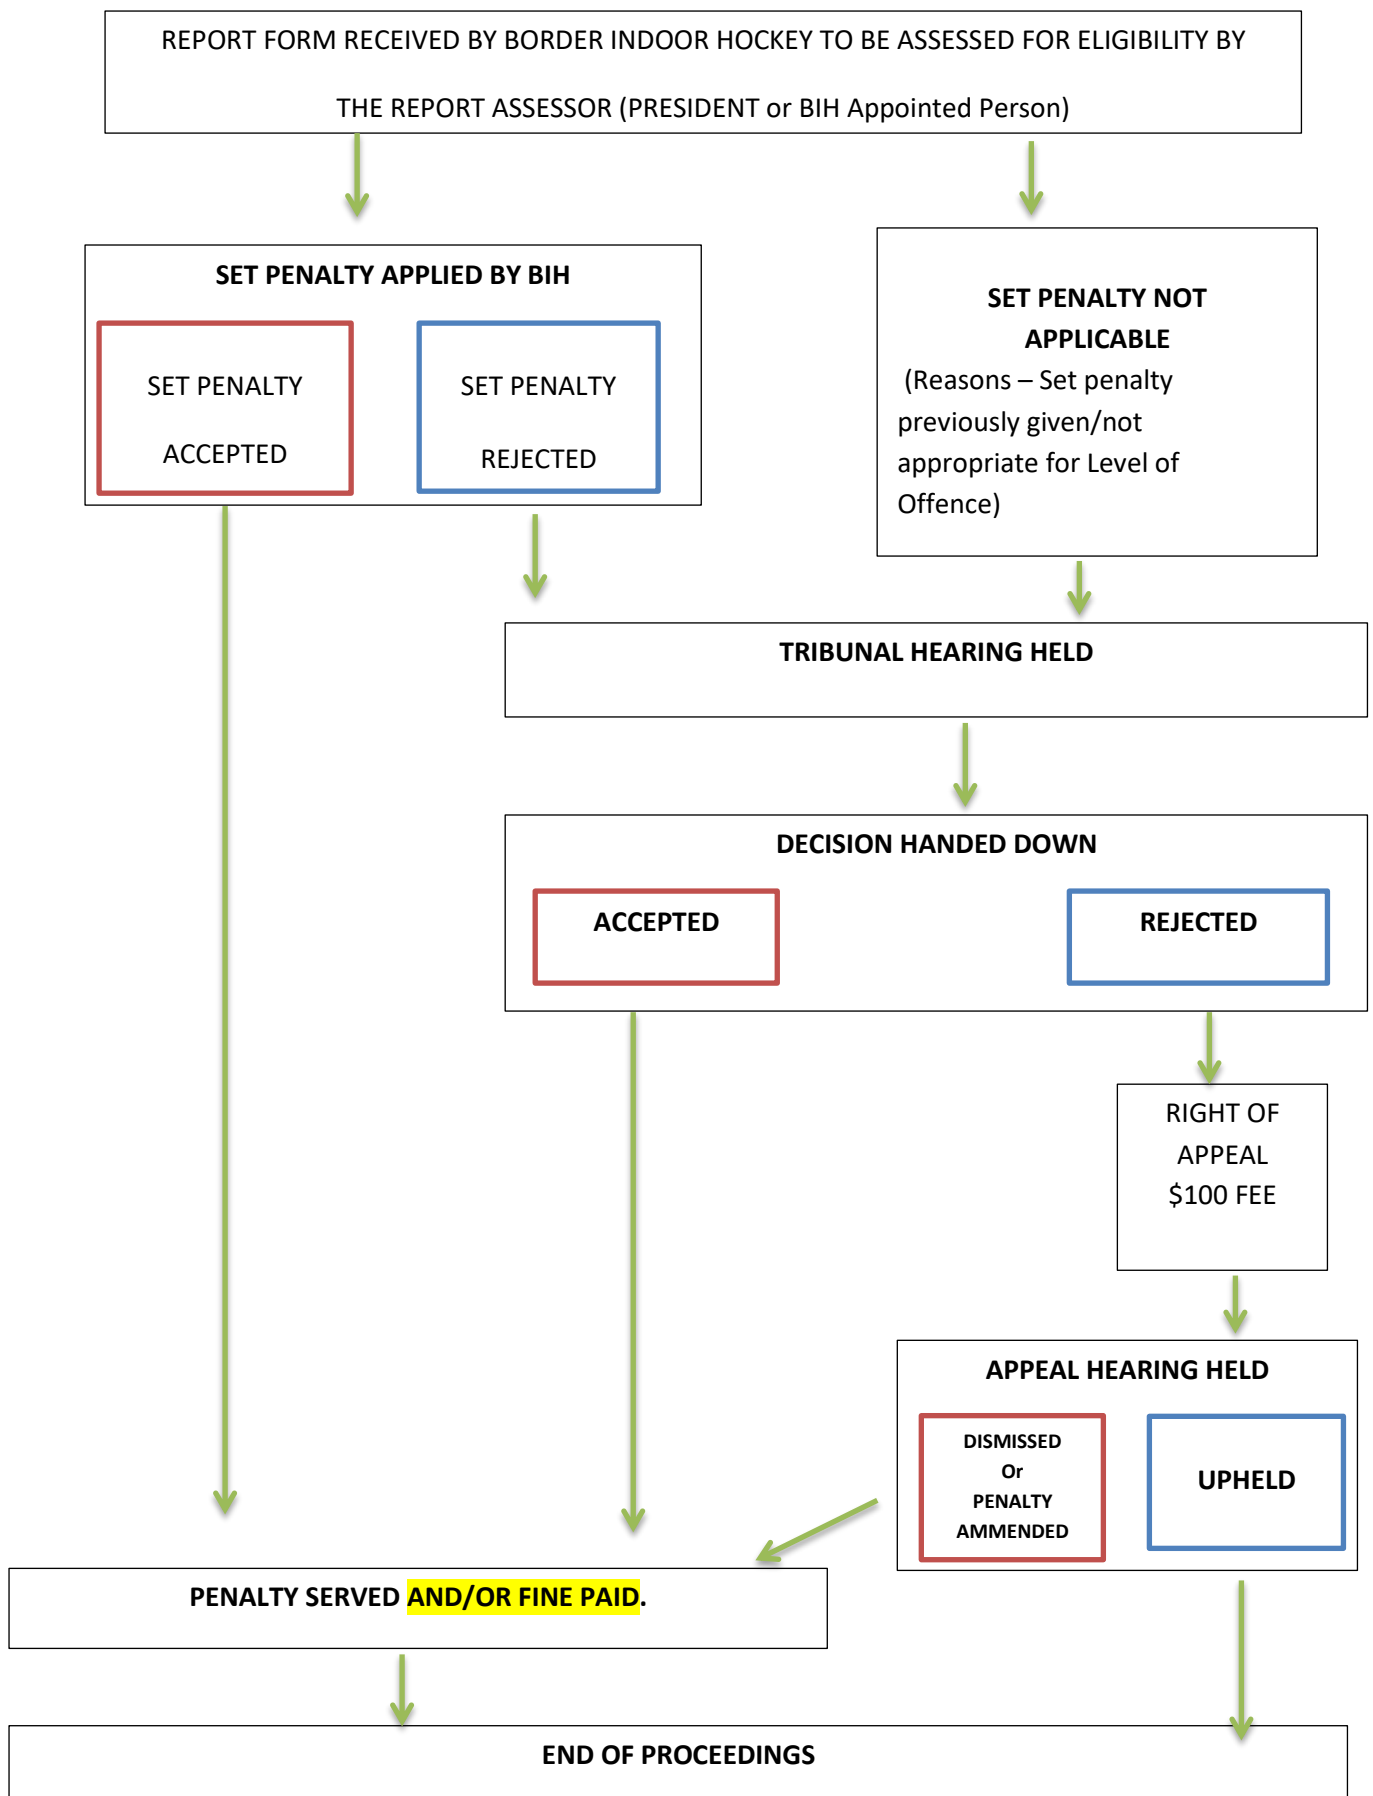 REPORT FORM RECEIVED BY BORDER INDOOR HOCKEY TO BE ASSESSED FOR ELIGIBILITY BY
THE REPORT ASSESSOR (PRESIDENT or BIH Appointed Person)
SET PENALTY APPLIED BY BIH
SET PENALTY
ACCEPTED
SET PENALTY
REJECTED
SET PENALTY NOT
APPLICABLE
(Reasons – Set penalty
previously given/not
appropriate for Level of
Offence)
TRIBUNAL HEARING HELD
DECISION HANDED DOWN
ACCEPTED
REJECTED
RIGHT OF
APPEAL
$100 FEE
APPEAL HEARING HELD
DISMISSED
Or
PENALTY
AMMENDED
UPHELD
PENALTY SERVED AND/OR FINE PAID.
END OF PROCEEDINGS